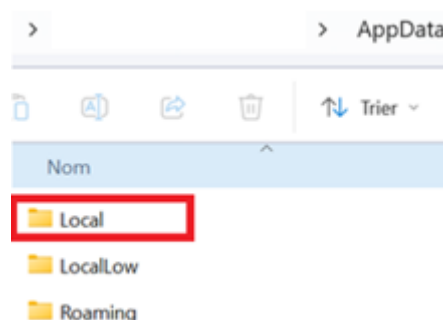 > > AppData
Trier
Nom
Local
LocalLow
Roaming